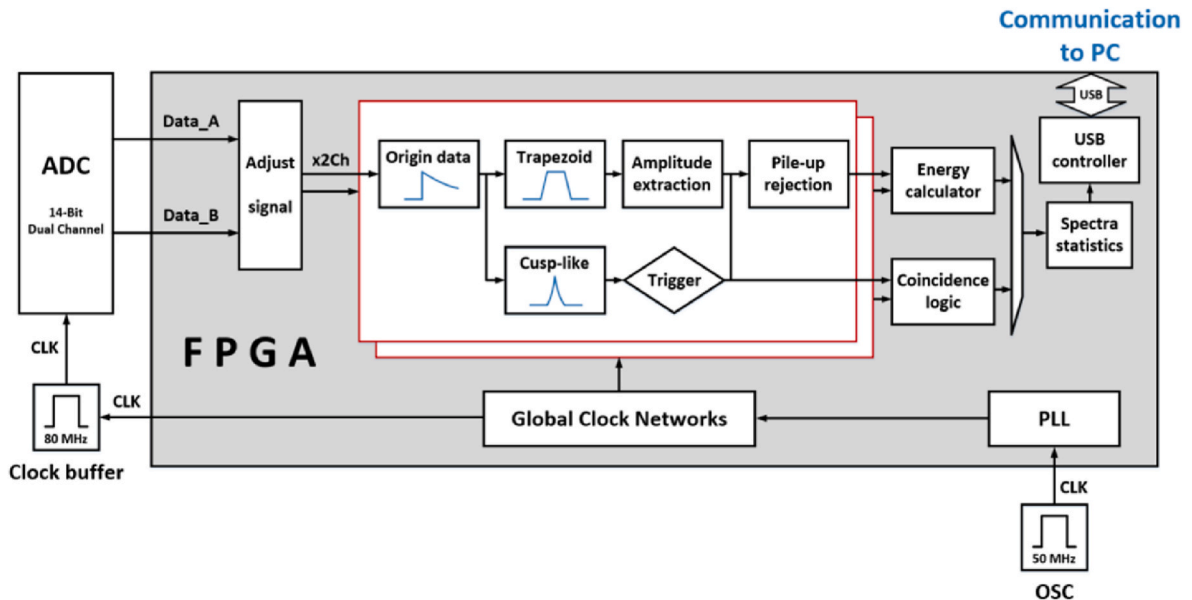 Communication
to PC
USB
ADC
14-Bit
Dual Channel
Data_A
Data_B
Adjust
signal
x2Ch
Origin data
Trapezoid
Amplitude
extraction
Pile-up
rejection
Cusp-like
Trigger
Energy
calculator
Coincidence
logic
USB
controller
Spectra
statistics
FPGA
CLK
CLK
80 MHz
Clock buffer
Global Clock Networks
PLL
CLK
50 MHz
OSC